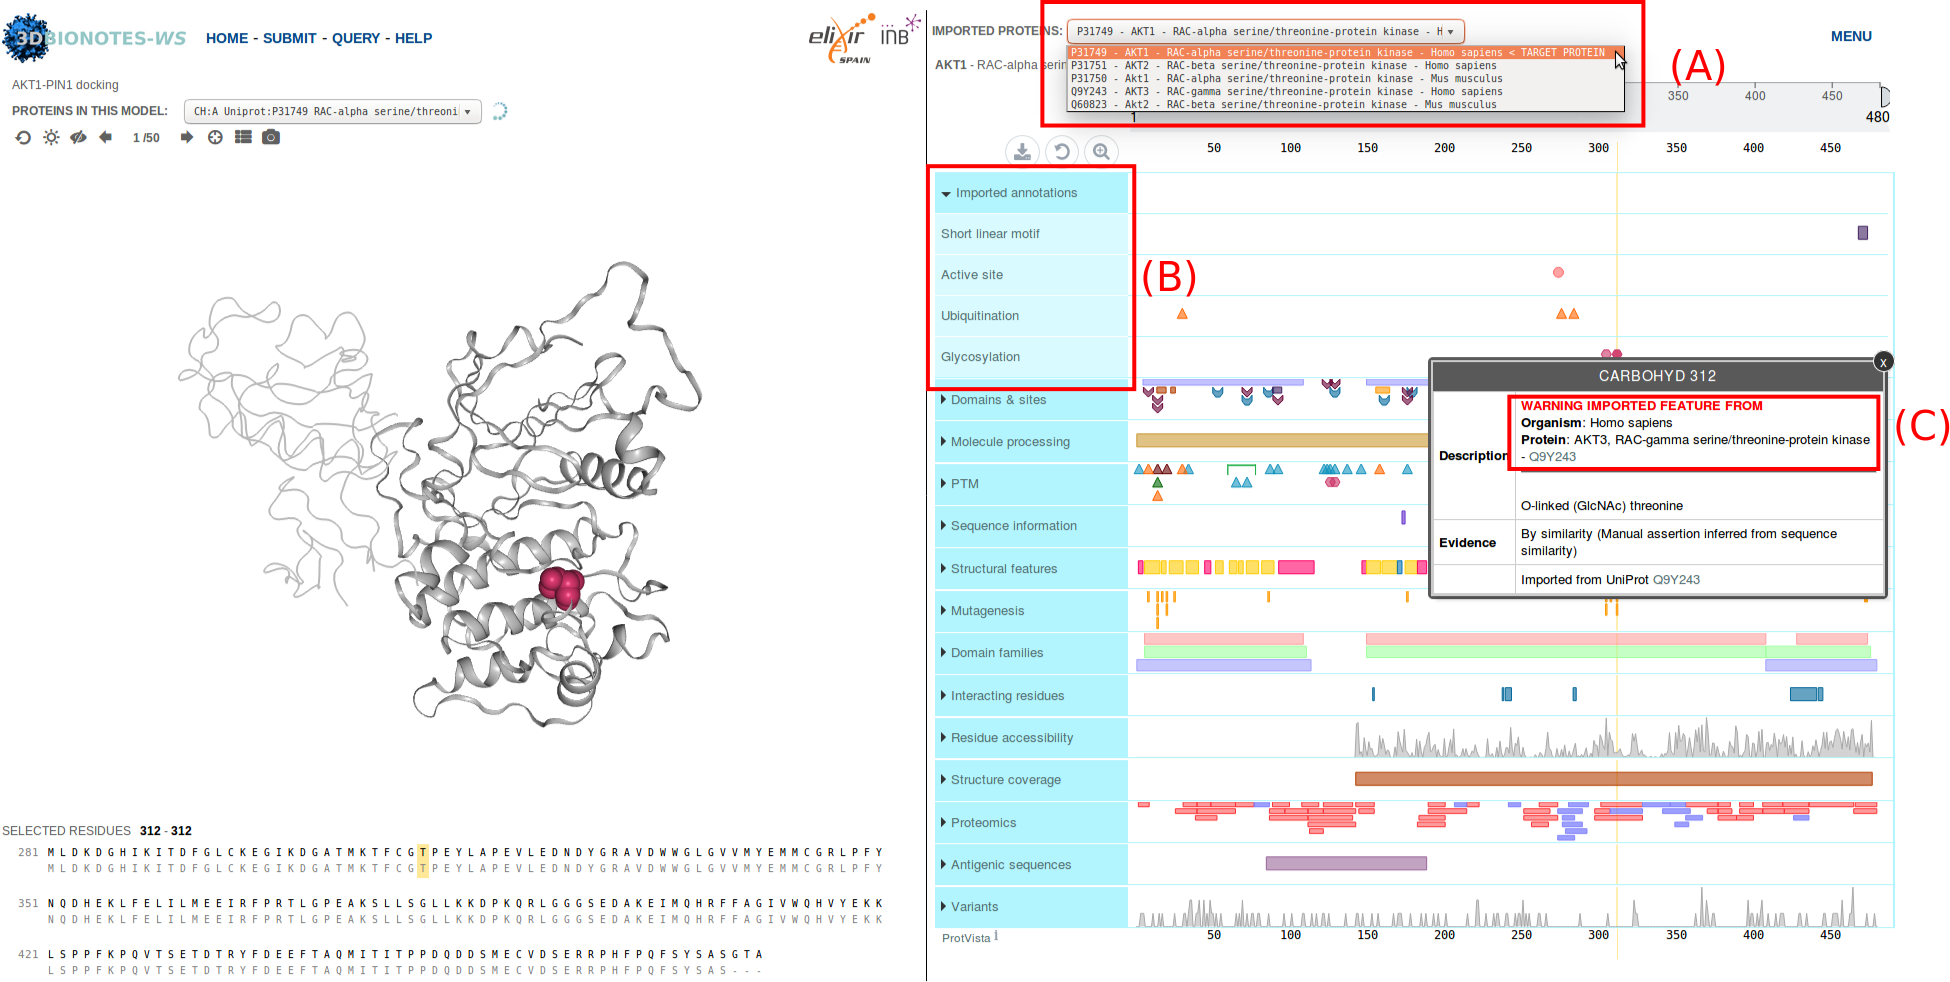 3DBIONOTES-WS
HOME - SUBMIT - QUERY - HELP
elixir
SPAIN
INB
AKT1-PIN1 docking
PROTEINS IN THIS MODEL:
CH:A Uniprot:P31749 RAC-alpha serine/threoni
1 /50
SELECTED RESIDUES 312 - 312
281 MLDKDGHIKITDFGLCKEGIKDGATMKTFCGTPEYLAPEVLEDNDYGRAVDWWGLGVVMYEMMCGRLPFY
MLDKDGHIKITDFGLCKEGIKDGATMKTFCGTPEYLAPEVLEDNDYGRAVDWWGLGVVMYEMMCGRLPFY
351 NQDHEKLFELILMEEIRFPRTLGPEAKSLLSGLLKKDPKQRLGGGSEDAKEIMQHRFFAGIVWQHVYEKK
NQDHEKLFELILMEEIRFPRTLGPEAKSLLSGLLKKDPKQRLGGGSEDAKEIMQHRFFAGIVWQHVYEKK
421 LSPPFKPQVTSETDTRYFDEEFTAQMITITPPDQDDSMECVDSERRPHFPQFSYSASGTA
LSPPFKPQVTSETDTRYFDEEFTAQMITITPPDQDDSMECVDSERRPHFPQFSYSAS---
IMPORTED PROTEINS:
P31749 - AKT1 - RAC-alpha serine/threonine-protein kinase - H
MENU
AKT1 - RAC-alpha serin
P31749 - AKT1 - RAC-alpha serine/threonine-protein kinase - Homo sapiens < TARGET PROTEIN
P31751 - AKT2 - RAC-beta serine/threonine-protein kinase - Homo sapiens
P31750 - Akt1 - RAC-alpha serine/threonine-protein kinase - Mus musculus
Q9Y243 - AKT3 - RAC-gamma serine/threonine-protein kinase - Homo sapiens
Q60823 - Akt2 - RAC-beta serine/threonine-protein kinase - Mus musculus
(A)
350 400 450
1 480
50 100 150 200 250 300 350 400 450
Imported annotations
Short linear motif
Active site
(B)
Ubiquitination
Glycosylation
Domains & sites
Molecule processing
PTM
Sequence information
Structural features
Mutagenesis
Domain families
Interacting residues
Residue accessibility
Structure coverage
Proteomics
Antigenic sequences
Variants
CARBOHYD 312
x
Description
WARNING IMPORTED FEATURE FROM
Organism: Homo sapiens
Protein: AKT3, RAC-gamma serine/threonine-protein kinase
- Q9Y243
(C)
O-linked (GlcNAc) threonine
Evidence
By similarity (Manual assertion inferred from sequence
similarity)
Imported from UniProt Q9Y243
ProtVista i
50 100 150 200 250 300 350 400 450